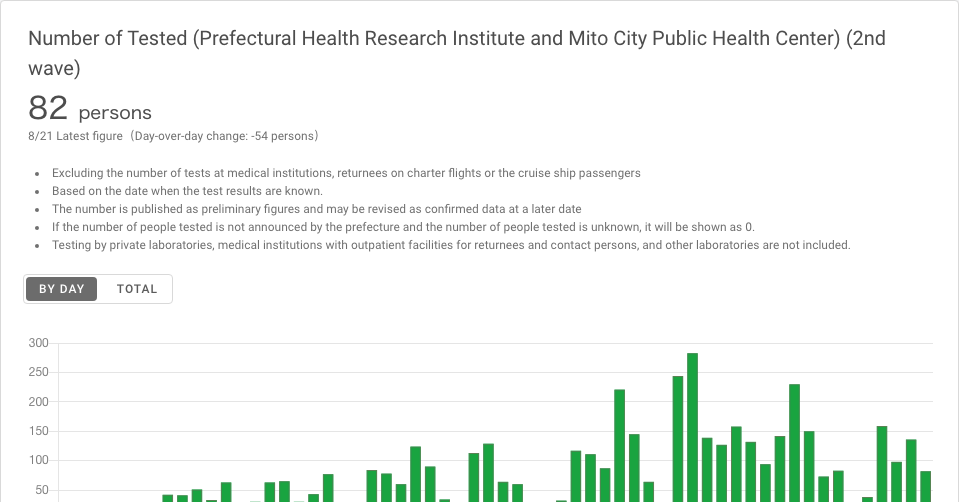 Number of Tested (Prefectural Health Research Institute and Mito City Public Health Center) (2nd
wave)
82 persons
8/21 Latest figure（Day-over-day change: -54 persons）
Excluding the number of tests at medical institutions, returnees on charter flights or the cruise ship passengers
Based on the date when the test results are known.
The number is published as preliminary figures and may be revised as confirmed data at a later date
If the number of people tested is not announced by the prefecture and the number of people tested is unknown, it will be shown as 0.
Testing by private laboratories, medical institutions with outpatient facilities for returnees and contact persons, and other laboratories are not included.
BY DAY TOTAL
300
250
200
150
100
50